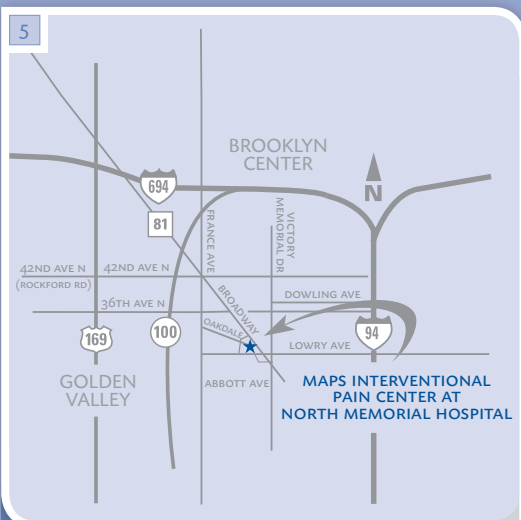 5
BROOKLYN
CENTER
N
694
81
FRANCE AVE
VICTORY
MEMORIAL DR
42ND AVE N
42ND AVE N
(ROCKFORD RD)
BROADWAY
DOWLING AVE
36TH AVE N
OAKDALE
100
169
94
LOWRY AVE
GOLDEN
VALLEY
ABBOTT AVE
MAPS INTERVENTIONAL
PAIN CENTER AT
NORTH MEMORIAL HOSPITAL